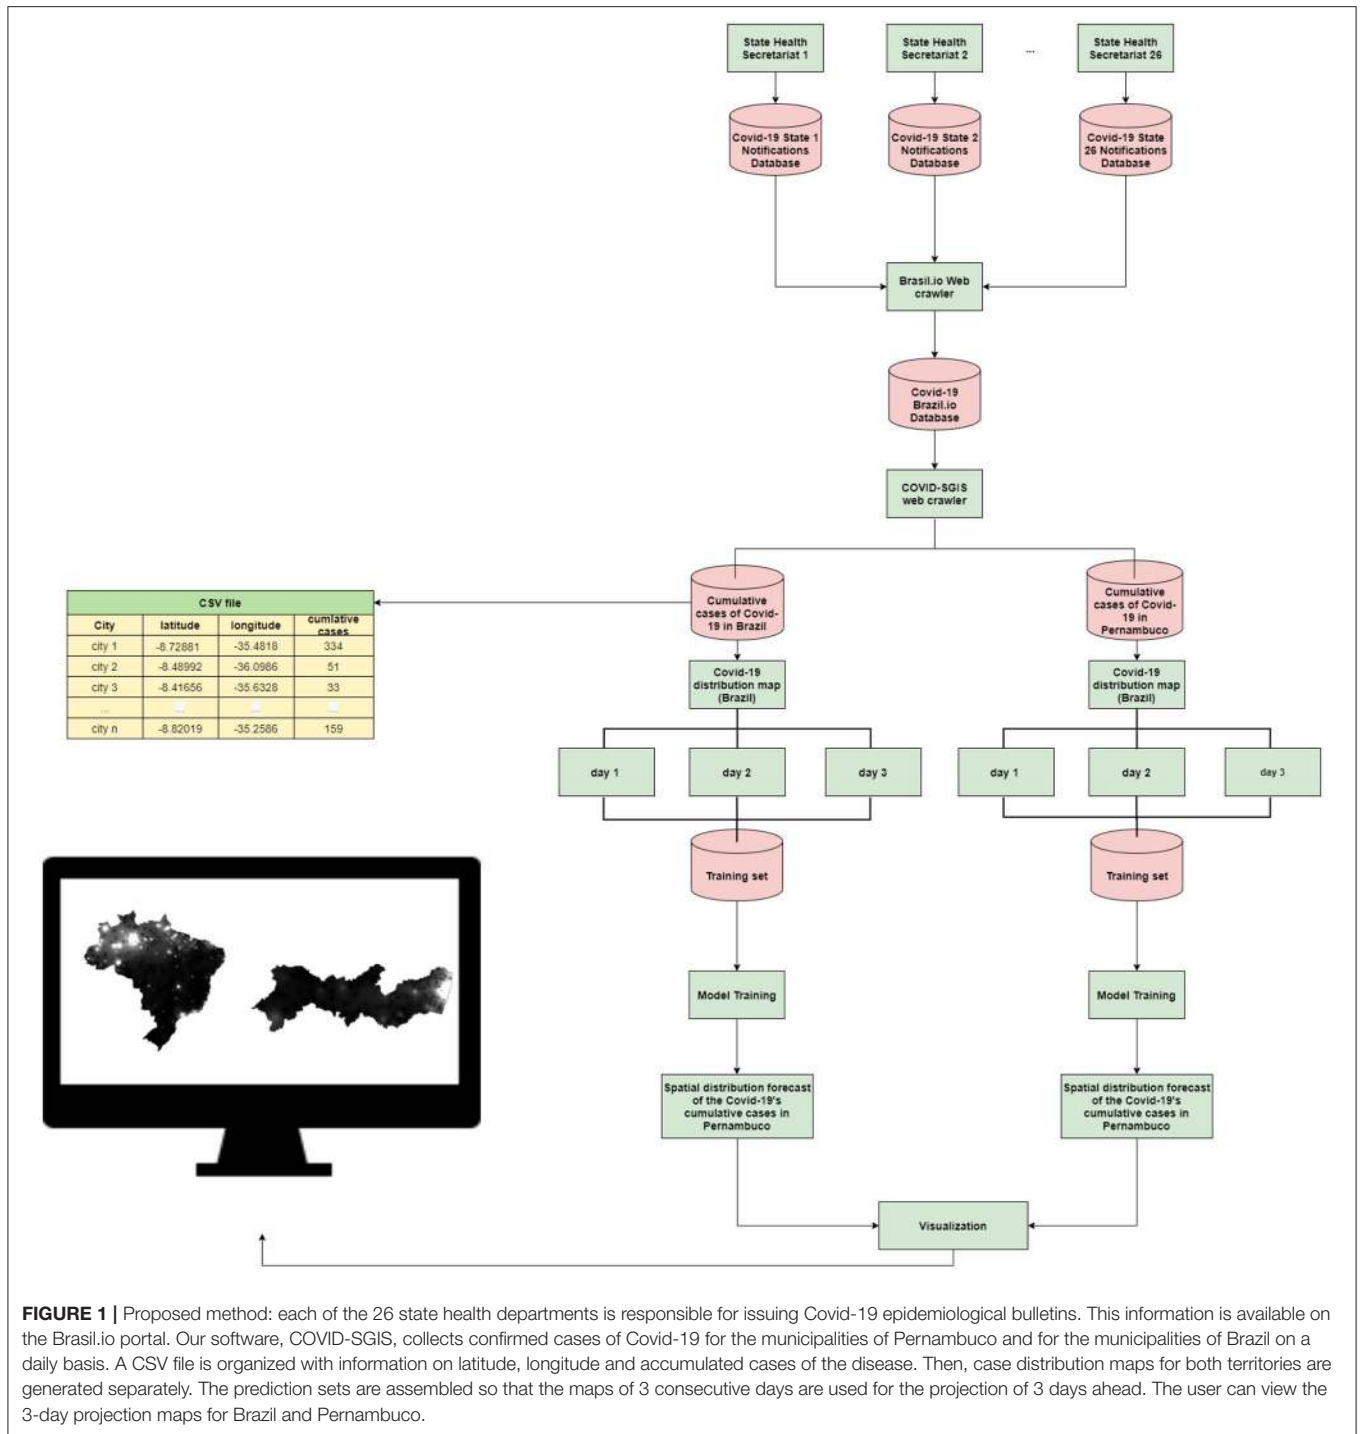 State Health
Secretariat 1
State Health
Secretariat 2
...
State Health
Secretariat 26
Covid-19 State 1
Notifications
Database
Covid-19 State 2
Notifications
Database
Covid-19 State
26 Notifications
Database
Brasil.io Web
crawler
Covid-19
Brazil.io
Database
COVID-SGIS
web crawler
Cumulative
cases of Covid-
19 in Brazil
Cumulative
cases of Covid-
19 in
Pernambuco
CSV file
City latitude longitude cumlative cases
city 1 -8.72881 -35.4818 334
city 2 -8.48992 -36.0986 51
city 3 -8.41656 -35.6328 33
... ... ... ...
city n -8.82019 -35.2586 159
Covid-19
distribution map
(Brazil)
Covid-19
distribution map
(Brazil)
day 1
day 2
day 3
day 1
day 2
day 3
Training set
Training set
Model Training
Model Training
Spatial distribution forecast
of the Covid-19's
cumulative cases in
Pernambuco
Spatial distribution forecast
of the Covid-19's
cumulative cases in
Pernambuco
Visualization
FIGURE 1 | Proposed method: each of the 26 state health departments is responsible for issuing Covid-19 epidemiological bulletins. This information is available on
the Brasil.io portal. Our software, COVID-SGIS, collects confirmed cases of Covid-19 for the municipalities of Pernambuco and for the municipalities of Brazil on a
daily basis. A CSV file is organized with information on latitude, longitude and accumulated cases of the disease. Then, case distribution maps for both territories are
generated separately. The prediction sets are assembled so that the maps of 3 consecutive days are used for the projection of 3 days ahead. The user can view the
3-day projection maps for Brazil and Pernambuco.